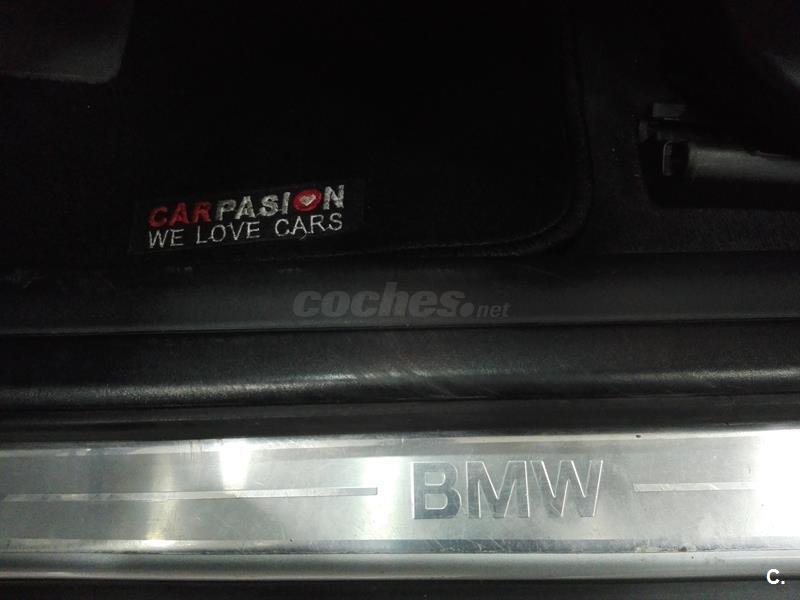 CARPASION
WE LOVE CARS
coches.net
BMW
C.